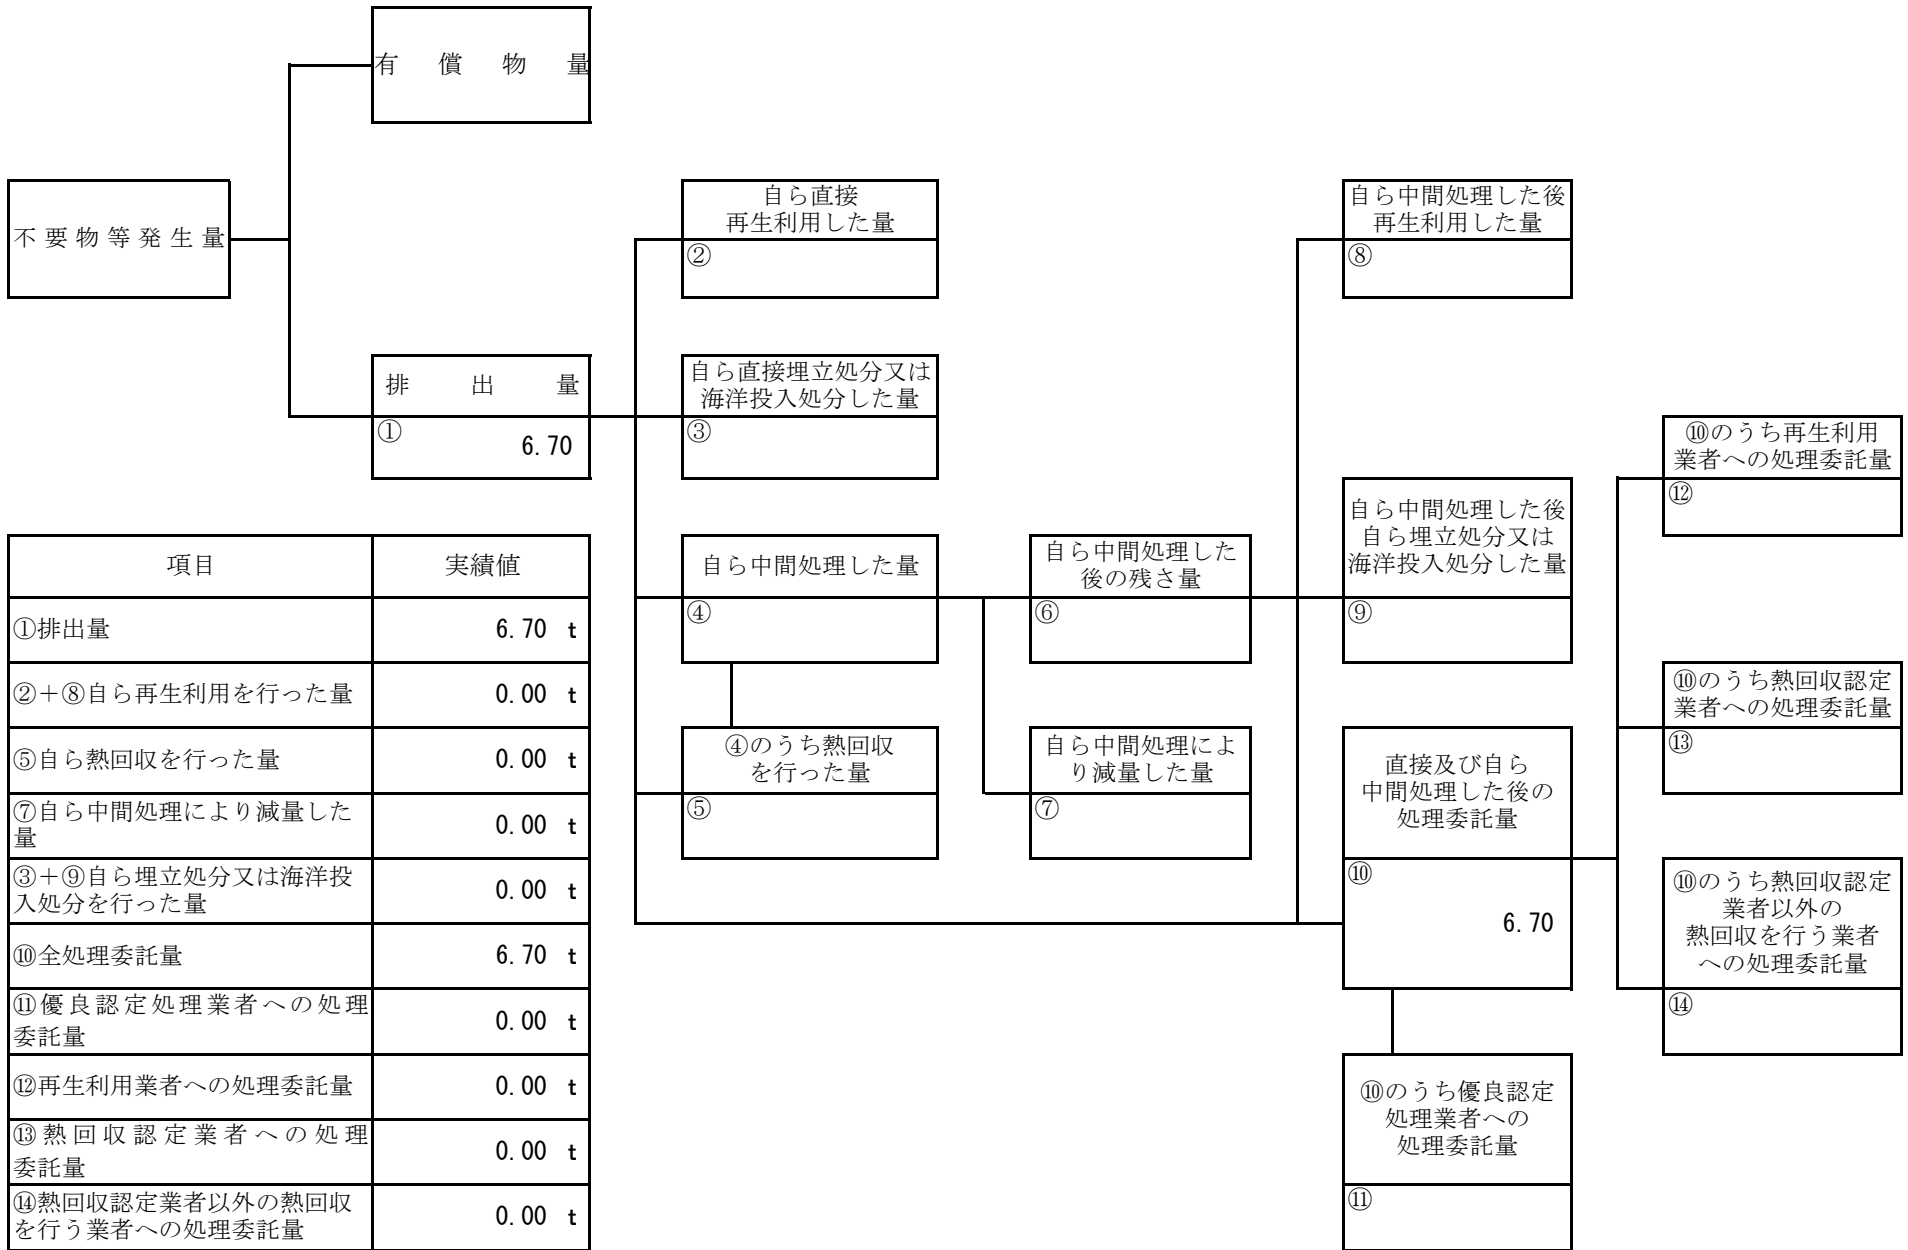 有償物量
不要物等発生量
排出量
①
6.70
自ら直接
再生利用した量
②
自ら直接埋立処分又は
海洋投入処分した量
③
自ら中間処理した量
④
④のうち熱回収
を行った量
⑤
自ら中間処理した
後の残さ量
⑥
自ら中間処理によ
り減量した量
⑦
自ら中間処理した後
再生利用した量
⑧
自ら中間処理した後
自ら埋立処分又は
海洋投入処分した量
⑨
直接及び自ら
中間処理した後の
処理委託量
⑩
6.70
⑩のうち優良認定
処理業者への
処理委託量
⑪
⑩のうち再生利用
業者への処理委託量
⑫
⑩のうち熱回収認定
業者への処理委託量
⑬
⑩のうち熱回収認定
業者以外の
熱回収を行う業者
への処理委託量
⑭
項目 実績値
①排出量 6.70 t
②+⑧自ら再生利用を行った量 0.00 t
⑤自ら熱回収を行った量 0.00 t
⑦自ら中間処理により減量した
量 0.00 t
③+⑨自ら埋立処分又は海洋投
入処分を行った量 0.00 t
⑩全処理委託量 6.70 t
⑪優良認定処理業者への処理
委託量 0.00 t
⑫再生利用業者への処理委託量 0.00 t
⑬熱回収認定業者への処理
委託量 0.00 t
⑭熱回収認定業者以外の熱回収
を行う業者への処理委託量 0.00 t